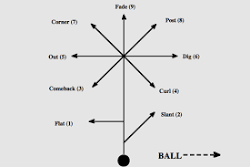 Fade (9)
Corner (7)
Post (8)
Out (5)
Dig (6)
Comeback (3)
Curl (4)
Slant (2)
Flat (1)
BALL